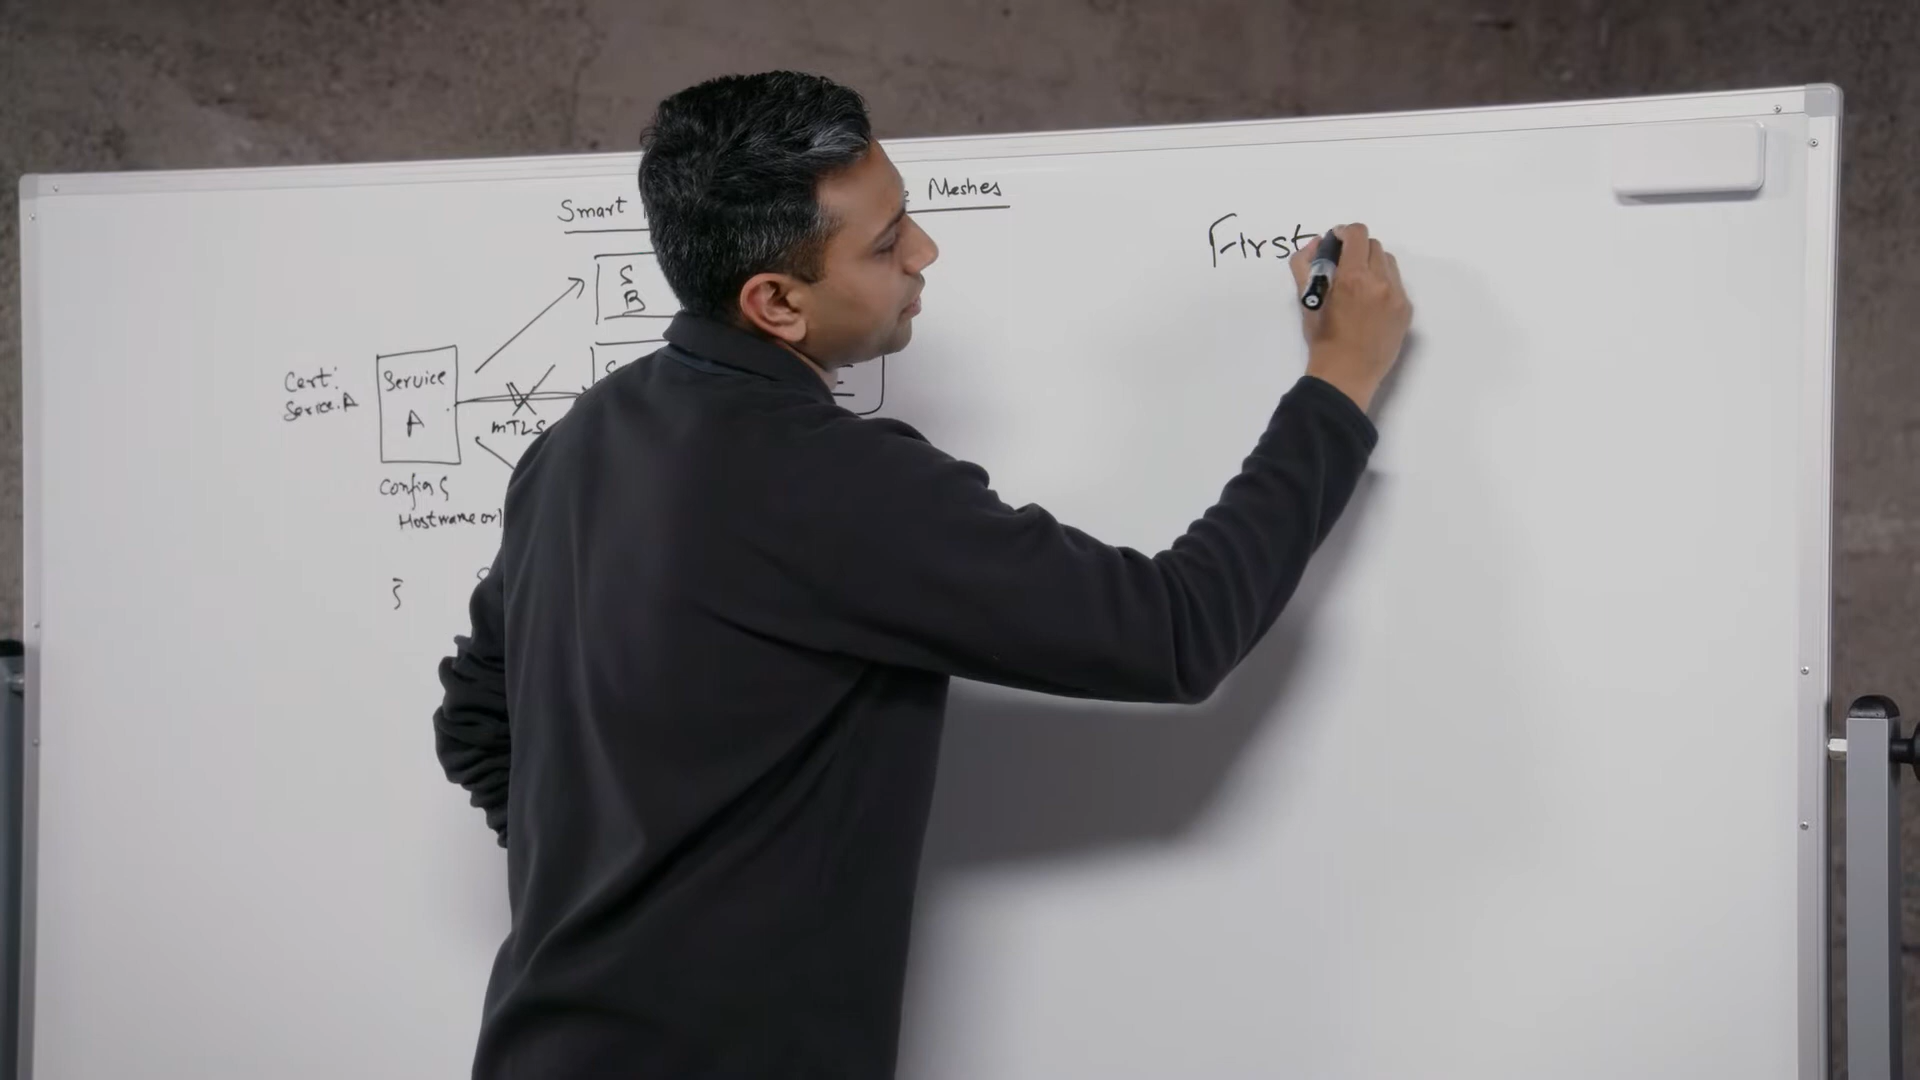 Smart
Meshes
First
S
B
Cert:
Service.A
Service
A
mTLS
Config {
Hostname or
}